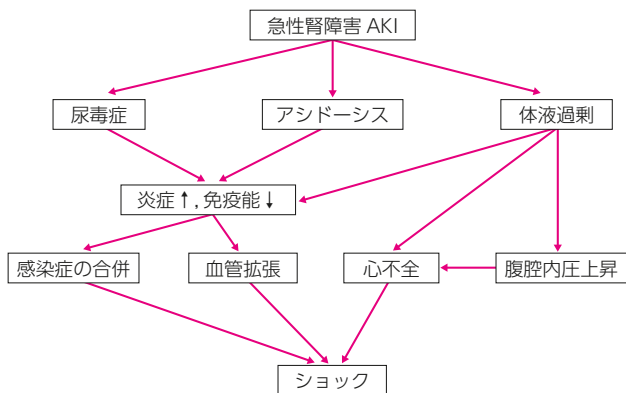 急性腎障害 AKI
尿毒症
アシドーシス
体液過剰
炎症↑, 免疫能↓
感染症の合併
血管拡張
心不全
腹腔内圧上昇
ショック